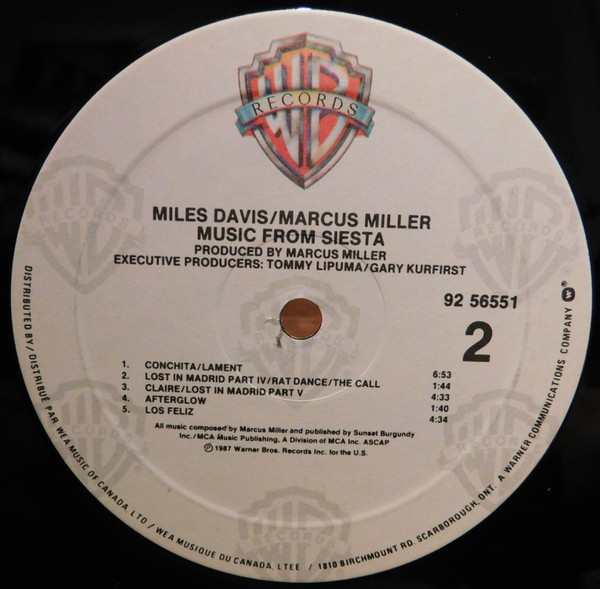 WB
RECORDS
MILES DAVIS/MARCUS MILLER
MUSIC FROM SIESTA
PRODUCED BY MARCUS MILLER
EXECUTIVE PRODUCERS: TOMMY LIPUMA/GARY KURFIRST
92 56551
2
1. CONCHITA/LAMENT 6:53
2. LOST IN MADRID PART IV/RAT DANCE/THE CALL 1:44
3. CLAIRE/LOST IN MADRID PART V 4:33
4. AFTERGLOW 1:40
5. LOS FELIZ 4:34
All music composed by Marcus Miller and published by Sunset Burgundy
Inc./MCA Music Publishing, A Division of MCA Inc. ASCAP
℗ 1987 Warner Bros. Records Inc. for the U.S.
DISTRIBUTED BY/DISTRIBUÉ PAR WEA MUSIC OF CANADA, LTD / WEA MUSIQUE DU CANADA, LTEE. / 1810 BIRCHMOUNT RD, SCARBOROUGH, ONT. A WARNER COMMUNICATIONS COMPANY ®